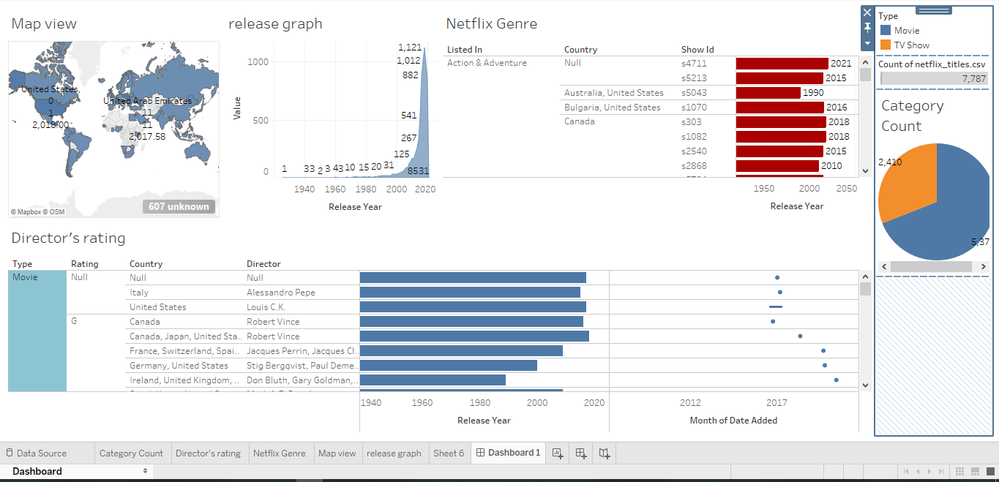 Map view
United States,
0
1
2,018.00
United Arab Emirates
11
11
2,017.58
607 unknown
© Mapbox © OSM
release graph
1,121
1,012
882
541
267
125
1 33 2 3 43 10 15 20 31 8531
1000
500
0
Value
1940 1960 1980 2000 2020
Release Year
Netflix Genre
Listed In Country Show Id
Action & Adventure Null s4711 2021
s5213 2015
Australia, United States s5043 1990
Bulgaria, United States s1070 2016
Canada s303 2018
s1082 2018
s2540 2015
s2868 2010
1950 2000 2050
Release Year
Type
Movie
TV Show
Count of netflix_titles.csv
7,787
Category
Count
2,410
5,37
Director's rating
Type Rating Country Director
Movie Null Null Null
Italy Alessandro Pepe
United States Louis C.K.
G Canada Robert Vince
Canada, Japan, United Sta.. Robert Vince
France, Switzerland, Spai.. Jacques Perrin, Jacques Cl..
Germany, United States Stig Bergqvist, Paul Deme..
Ireland, United Kingdom, .. Don Bluth, Gary Goldman,..
1940 1960 1980 2000 2020 2012 2017
Release Year Month of Date Added
Data Source Category Count Director's rating Netflix Genre Map view release graph Sheet 6 Dashboard 1
Dashboard